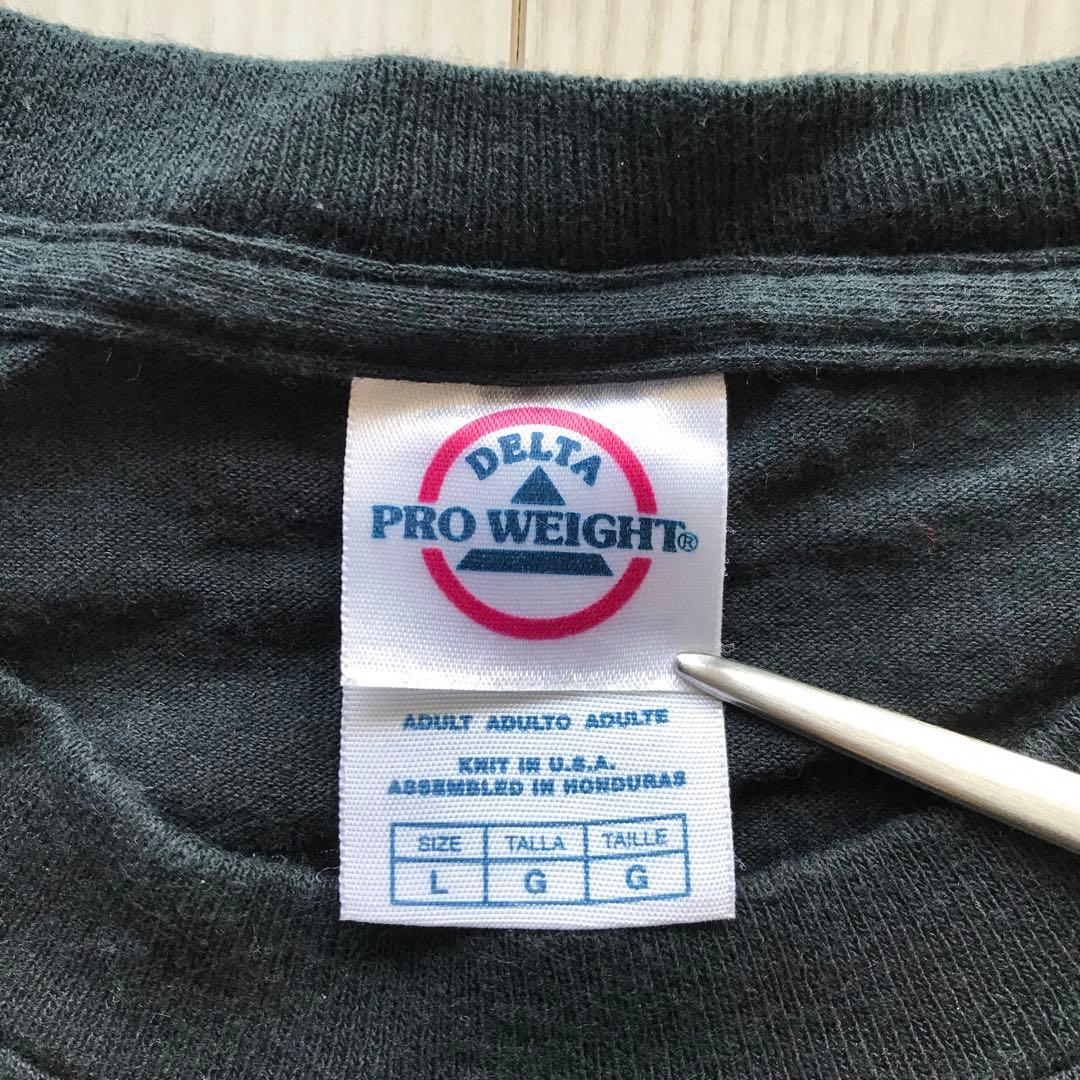 DELTA
PRO WEIGHT®
ADULT ADULTO ADULTE
KNIT IN U.S.A.
ASSEMBLED IN HONDURAS
SIZE TALLA TAILLE
L G G